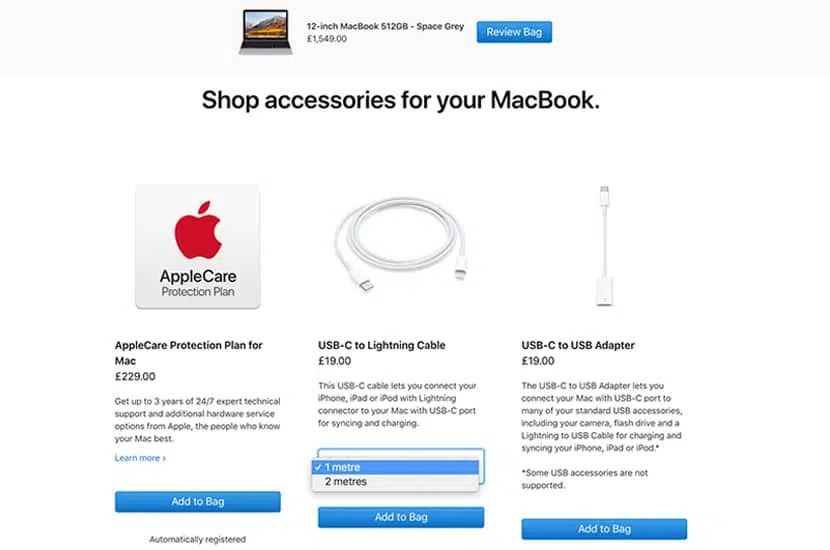 12-inch MacBook 512GB - Space Grey
£1,549.00
Review Bag
Shop accessories for your MacBook.
AppleCare
Protection Plan
AppleCare Protection Plan for
Mac
£229.00
Get up to 3 years of 24/7 expert technical
support and additional hardware service
options from Apple, the people who know
your Mac best.
Learn more ›
Add to Bag
Automatically registered
USB-C to Lightning Cable
£19.00
This USB-C cable lets you connect your
iPhone, iPad or iPod with Lightning
connector to your Mac with USB-C port
for syncing and charging.
✓ 1 metre
2 metres
Add to Bag
USB-C to USB Adapter
£19.00
The USB-C to USB Adapter lets you
connect your Mac with USB-C port to
many of your standard USB accessories,
including your camera, flash drive and a
Lightning to USB Cable for charging and
syncing your iPhone, iPad or iPod.*
*Some USB accessories are not
supported.
Add to Bag